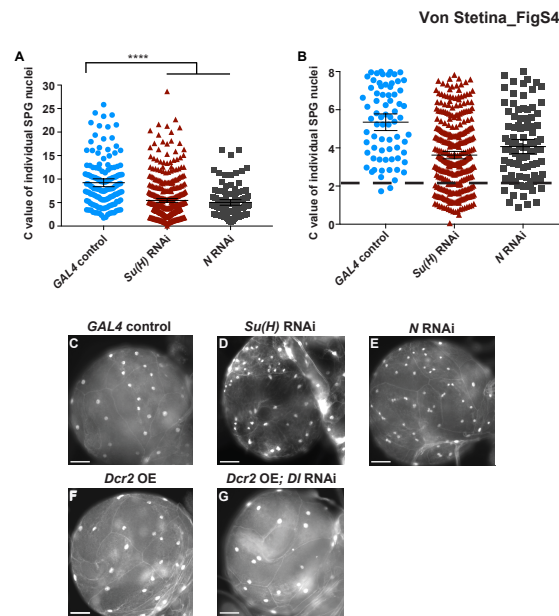 Von Stetina_FigS4
A
****
C value of individual SPG nuclei
30
25
20
15
10
5
0
GAL4 control
Su(H) RNAi
N RNAi
B
C value of individual SPG nuclei
8
6
4
2
0
GAL4 control
Su(H) RNAi
N RNAi
GAL4 control
Su(H) RNAi
N RNAi
C
D
E
Dcr2 OE
Dcr2 OE; Dl RNAi
F
G